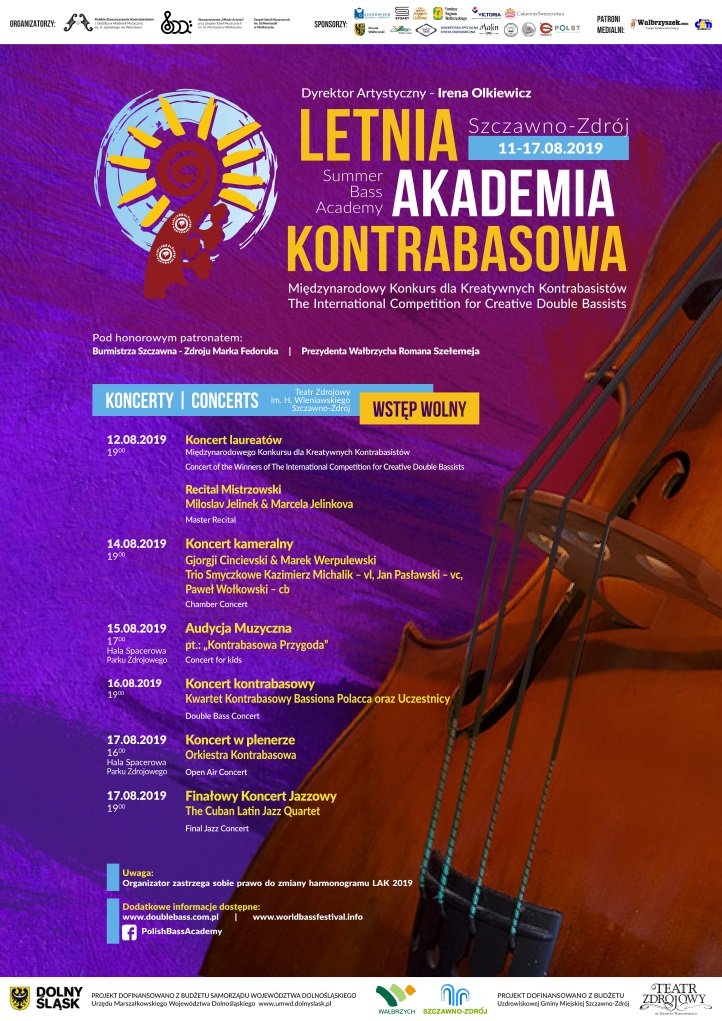 ORGANIZATORZY:
Polskie Stowarzyszenie Kontrabasistów
SPONSORZY:
STOART
VICTORIA
POLST
PATRONI
MEDIALNI:
Walbrzyszek.com
Dyrektor Artystyczny - Irena Olkiewicz
LETNIA
Szczawno-Zdrój
11-17.08.2019
Summer
Bass
Academy
AKADEMIA
KONTRABASOWA
Międzynarodowy Konkurs dla Kreatywnych Kontrabasistów
The International Competition for Creative Double Bassists
Pod honorowym patronatem:
Burmistrza Szczawna - Zdroju Marka Fedoruka | Prezydenta Wałbrzycha Romana Szełemeja
KONCERTY | CONCERTS
Teatr Zdrojowy
im. H. Wieniawskiego
Szczawno-Zdrój
WSTĘP WOLNY
12.08.2019 Koncert laureatów
19⁰⁰ Międzynarodowego Konkursu dla Kreatywnych Kontrabasistów
Concert of the Winners of The International Competition for Creative Double Bassists
Recital Mistrzowski
Miloslav Jelinek & Marcela Jelinkova
Master Recital
14.08.2019 Koncert kameralny
19⁰⁰ Gjorgji Cincievski & Marek Werpulewski
Trio Smyczkowe Kazimierz Michalik – vl, Jan Pasławski – vc,
Paweł Wołkowski – cb
Chamber Concert
15.08.2019 Audycja Muzyczna
17⁰⁰ pt.: „Kontrabasowa Przygoda”
Hala Spacerowa
Parku Zdrojowego Concert for kids
16.08.2019 Koncert kontrabasowy
19⁰⁰ Kwartet Kontrabasowy Bassiona Polacca oraz Uczestnicy
Double Bass Concert
17.08.2019 Koncert w plenerze
16⁰⁰ Orkiestra Kontrabasowa
Hala Spacerowa
Parku Zdrojowego Open Air Concert
17.08.2019 Finałowy Koncert Jazzowy
19⁰⁰ The Cuban Latin Jazz Quartet
Final Jazz Concert
Uwaga:
Organizator zastrzega sobie prawo do zmiany harmonogramu LAK 2019
Dodatkowe informacje dostępne:
www.doublebass.com.pl | www.worldbassfestival.info
PolishBassAcademy
DOLNY
ŚLĄSK
PROJEKT DOFINANSOWANO Z BUDŻETU SAMORZĄDU WOJEWÓDZTWA DOLNOŚLĄSKIEGO
Urzędu Marszałkowskiego Województwa Dolnośląskiego www.umwd.dolnyslask.pl
WAŁBRZYCH
SZCZAWNO-ZDRÓJ
PROJEKT DOFINANSOWANO Z BUDŻETU
Uzdrowiskowej Gminy Miejskiej Szczawno-Zdrój
TEATR
ZDROJOWY